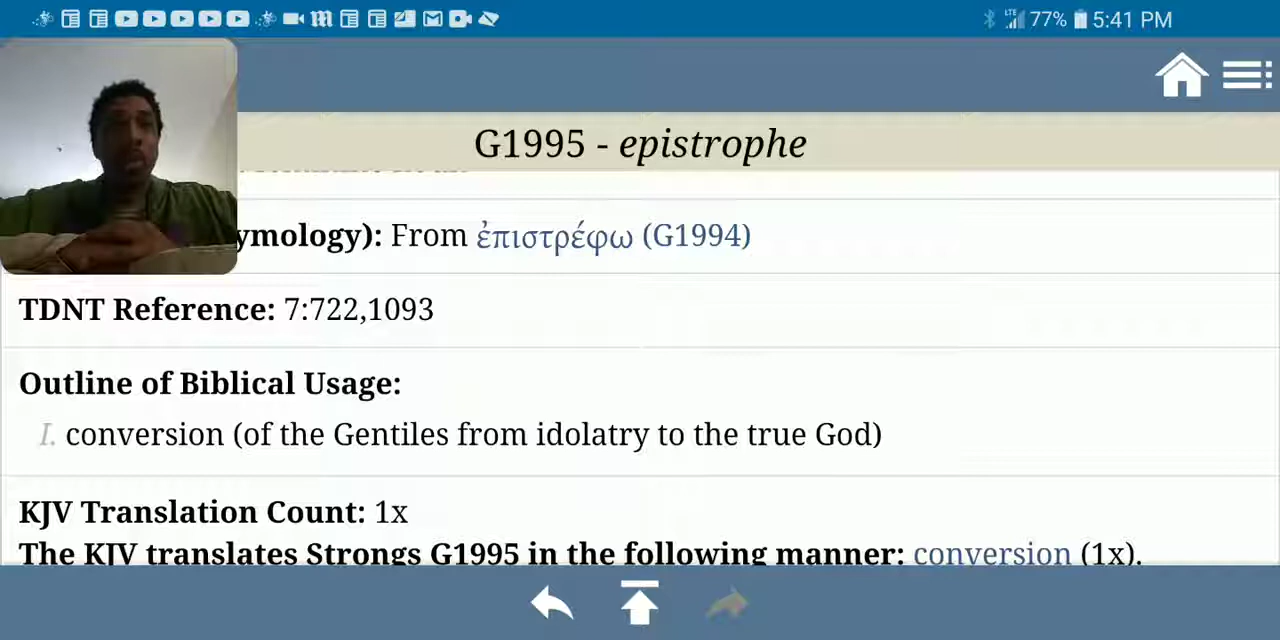 77% 5:41 PM
G1995 - epistrophe
ymology): From ἐπιστρέφω (G1994)
TDNT Reference: 7:722,1093
Outline of Biblical Usage:
I. conversion (of the Gentiles from idolatry to the true God)
KJV Translation Count: 1x
The KJV translates Strongs G1995 in the following manner: conversion (1x).